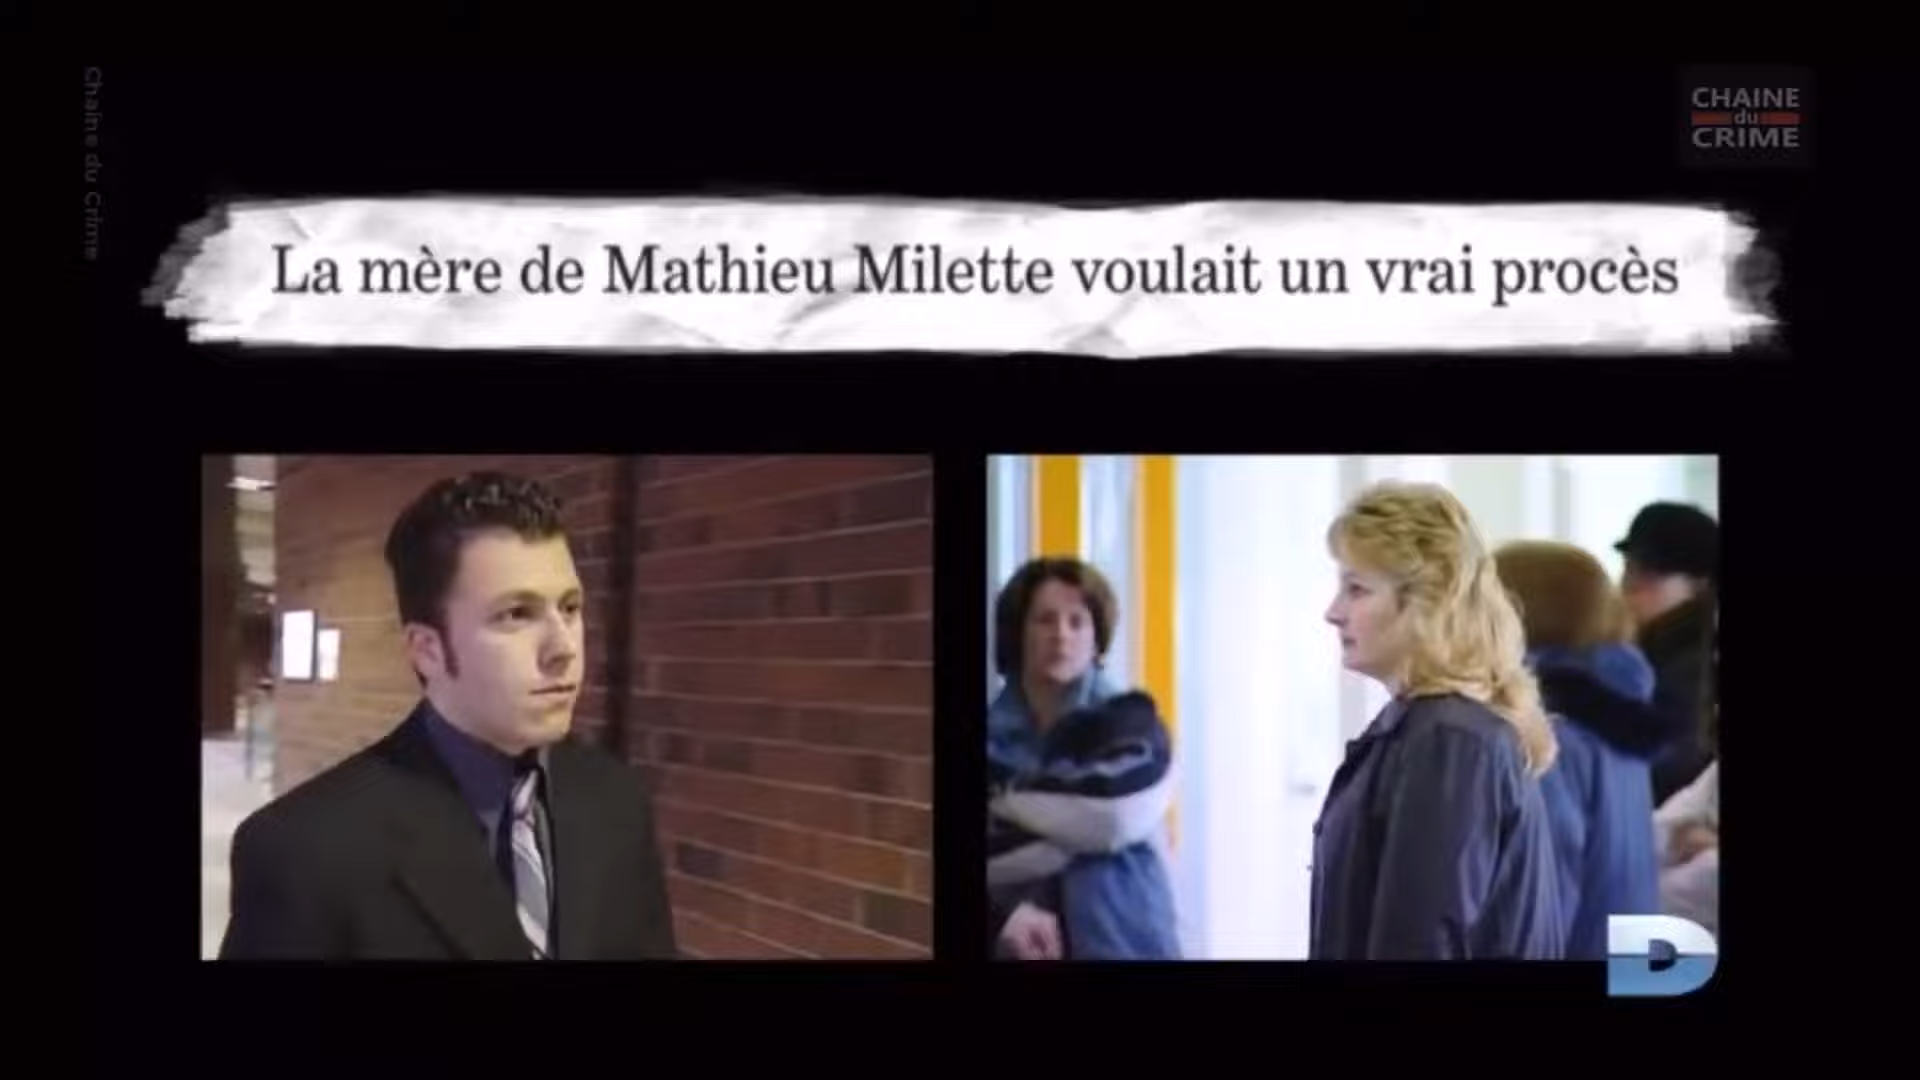 Chaine du Crime
CHAINE
du
CRIME
La mère de Mathieu Milette voulait un vrai procès
D